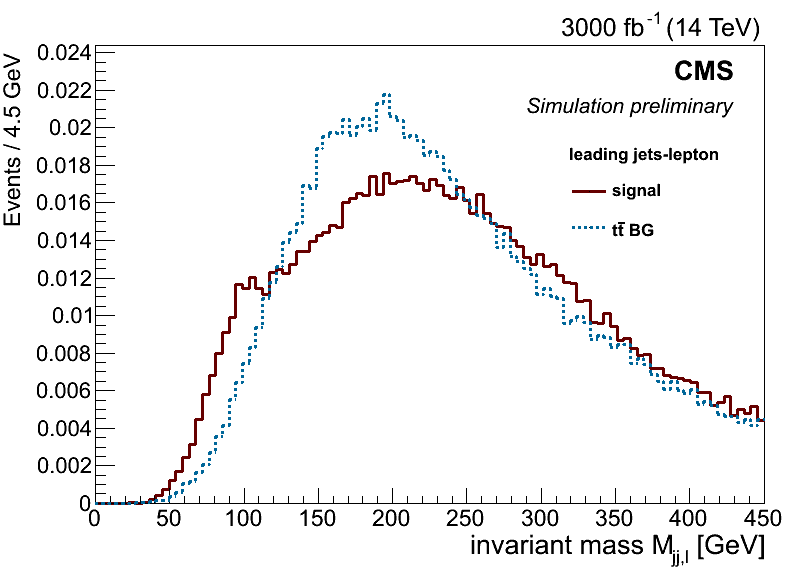 3000 fb⁻¹ (14 TeV)
Events / 4.5 GeV
0.024
0.022
0.02
0.018
0.016
0.014
0.012
0.01
0.008
0.006
0.004
0.002
0
CMS
Simulation preliminary
leading jets-lepton
signal
tt̄ BG
0 50 100 150 200 250 300 350 400 450
invariant mass M_jj,l [GeV]